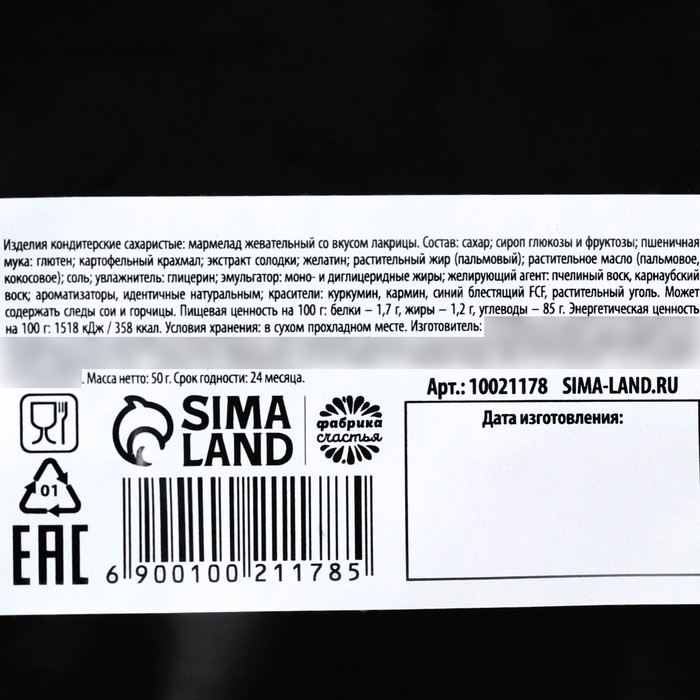 Изделия кондитерские сахаристые: мармелад жевательный со вкусом лакрицы. Состав: сахар; сироп глюкозы и фруктозы; пшеничная
мука: глютен; картофельный крахмал; экстракт солодки; желатин; растительный жир (пальмовый); растительное масло (пальмовое,
кокосовое); соль; увлажнитель: глицерин; эмульгатор: моно- и диглицеридные жиры; желирующий агент: пчелиный воск, карнаубский
воск; ароматизаторы, идентичные натуральным; красители: куркумин, кармин, синий блестящий FCF, растительный уголь. Может
содержать следы сои и горчицы. Пищевая ценность на 100 г: белки – 1,7 г, жиры – 1,2 г, углеводы – 85 г. Энергетическая ценность
на 100 г: 1518 кДж / 358 ккал. Условия хранения: в сухом прохладном месте. Изготовитель:
. Масса нетто: 50 г. Срок годности: 24 месяца.
Арт.: 10021178 SIMA-LAND.RU
SIMA
LAND
фабрика
счастья
Дата изготовления:
01
EAC
6 900100 211785